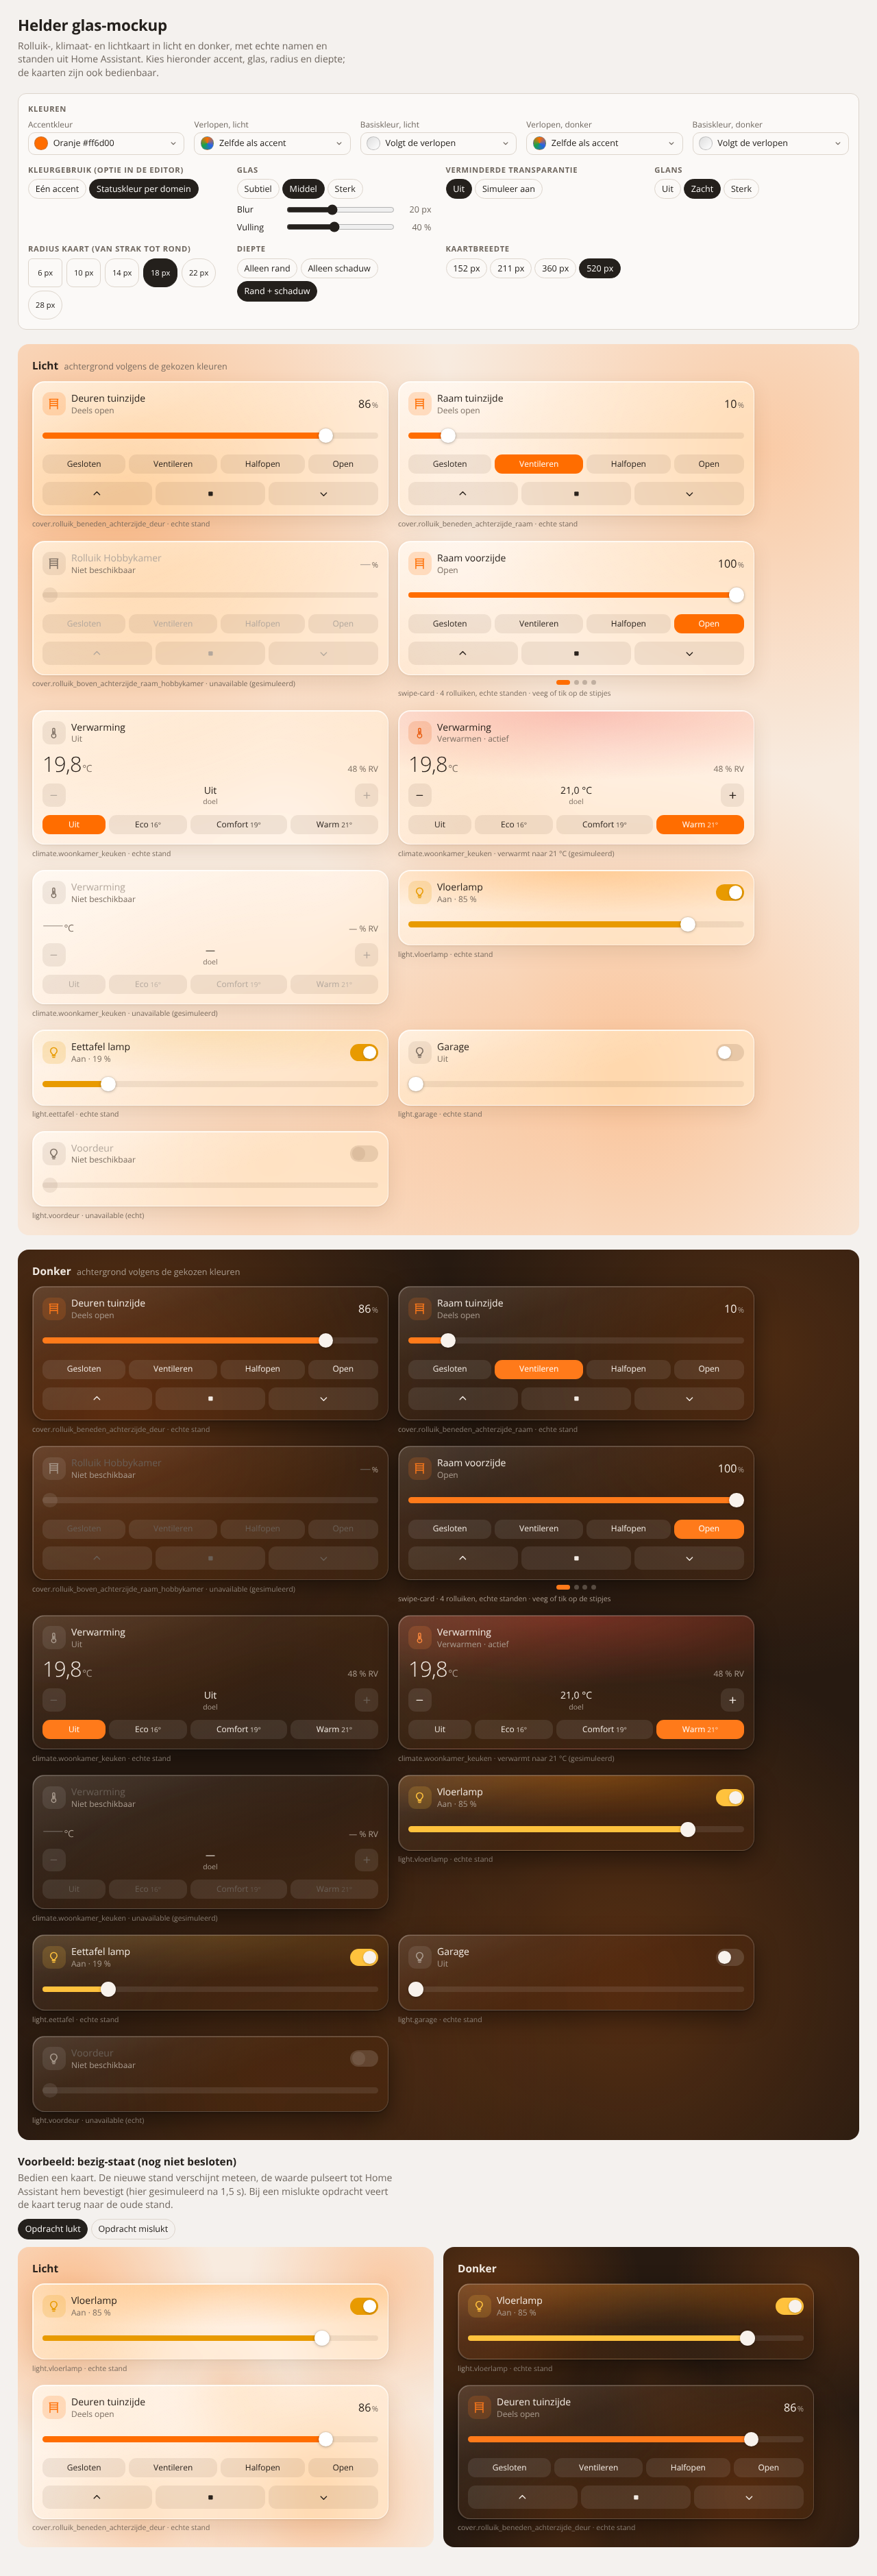 Helder glas-mockup
Rolluik-, klimaat- en lichtkaart in licht en donker, met echte namen en
standen uit Home Assistant. Kies hieronder accent, glas, radius en diepte;
de kaarten zijn ook bedienbaar.
KLEUREN
Accentkleur Verlopen, licht Basiskleur, licht Verlopen, donker Basiskleur, donker
Oranje #ff6d00 Zelfde als accent Volgt de verlopen Zelfde als accent Volgt de verlopen
KLEURGEBRUIK (OPTIE IN DE EDITOR) GLAS VERMINDERDE TRANSPARANTIE GLANS
Eén accent Statuskleur per domein Subtiel Middel Sterk Uit Simuleer aan Uit Zacht Sterk
Blur 20 px
Vulling 40 %
RADIUS KAART (VAN STRAK TOT ROND) DIEPTE KAARTBREEDTE
6 px 10 px 14 px 18 px 22 px Alleen rand Alleen schaduw 152 px 211 px 360 px 520 px
28 px Rand + schaduw
Licht achtergrond volgens de gekozen kleuren
Deuren tuinzijde 86% Raam tuinzijde 10%
Deels open Deels open
Gesloten Ventileren Halfopen Open Gesloten Ventileren Halfopen Open
cover.rolluik_beneden_achterzijde_deur · echte stand cover.rolluik_beneden_achterzijde_raam · echte stand
Rolluik Hobbykamer —% Raam voorzijde 100%
Niet beschikbaar Open
Gesloten Ventileren Halfopen Open Gesloten Ventileren Halfopen Open
cover.rolluik_boven_achterzijde_raam_hobbykamer · unavailable (gesimuleerd)
swipe-card · 4 rolluiken, echte standen · veeg of tik op de stipjes
Verwarming Verwarming
Uit Verwarmen · actief
19,8°C 48 % RV 19,8°C 48 % RV
− Uit + − 21,0 °C +
doel doel
Uit Eco 16° Comfort 19° Warm 21° Uit Eco 16° Comfort 19° Warm 21°
climate.woonkamer_keuken · echte stand climate.woonkamer_keuken · verwarmt naar 21 °C (gesimuleerd)
Verwarming Vloerlamp
Niet beschikbaar Aan · 85 %
—°C — % RV
− — +
doel
light.vloerlamp · echte stand
Uit Eco 16° Comfort 19° Warm 21°
climate.woonkamer_keuken · unavailable (gesimuleerd)
Eettafel lamp Garage
Aan · 19 % Uit
light.eettafel · echte stand light.garage · echte stand
Voordeur
Niet beschikbaar
light.voordeur · unavailable (echt)
Donker achtergrond volgens de gekozen kleuren
Deuren tuinzijde 86% Raam tuinzijde 10%
Deels open Deels open
Gesloten Ventileren Halfopen Open Gesloten Ventileren Halfopen Open
cover.rolluik_beneden_achterzijde_deur · echte stand cover.rolluik_beneden_achterzijde_raam · echte stand
Rolluik Hobbykamer —% Raam voorzijde 100%
Niet beschikbaar Open
Gesloten Ventileren Halfopen Open Gesloten Ventileren Halfopen Open
cover.rolluik_boven_achterzijde_raam_hobbykamer · unavailable (gesimuleerd)
swipe-card · 4 rolluiken, echte standen · veeg of tik op de stipjes
Verwarming Verwarming
Uit Verwarmen · actief
19,8°C 48 % RV 19,8°C 48 % RV
− Uit + − 21,0 °C +
doel doel
Uit Eco 16° Comfort 19° Warm 21° Uit Eco 16° Comfort 19° Warm 21°
climate.woonkamer_keuken · echte stand climate.woonkamer_keuken · verwarmt naar 21 °C (gesimuleerd)
Verwarming Vloerlamp
Niet beschikbaar Aan · 85 %
—°C — % RV
− — +
doel
light.vloerlamp · echte stand
Uit Eco 16° Comfort 19° Warm 21°
climate.woonkamer_keuken · unavailable (gesimuleerd)
Eettafel lamp Garage
Aan · 19 % Uit
light.eettafel · echte stand light.garage · echte stand
Voordeur
Niet beschikbaar
light.voordeur · unavailable (echt)
Voorbeeld: bezig-staat (nog niet besloten)
Bedien een kaart. De nieuwe stand verschijnt meteen, de waarde pulseert tot Home
Assistant hem bevestigt (hier gesimuleerd na 1,5 s). Bij een mislukte opdracht veert
de kaart terug naar de oude stand.
Opdracht lukt Opdracht mislukt
Licht Donker
Vloerlamp Vloerlamp
Aan · 85 % Aan · 85 %
light.vloerlamp · echte stand light.vloerlamp · echte stand
Deuren tuinzijde 86% Deuren tuinzijde 86%
Deels open Deels open
Gesloten Ventileren Halfopen Open Gesloten Ventileren Halfopen Open
cover.rolluik_beneden_achterzijde_deur · echte stand cover.rolluik_beneden_achterzijde_deur · echte stand